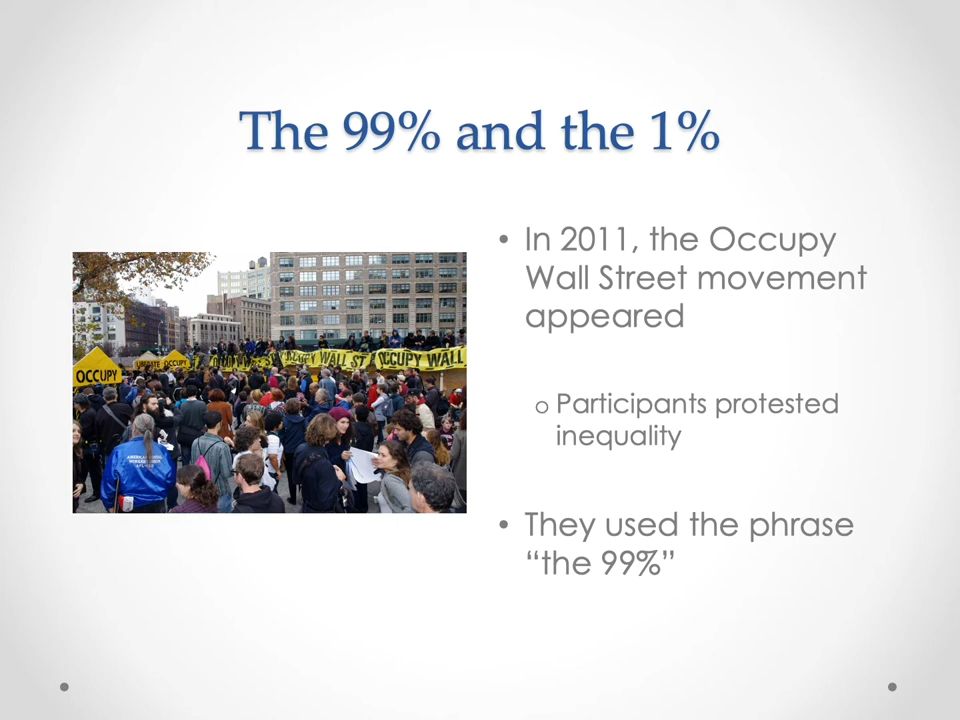 The 99% and the 1%
• In 2011, the Occupy
Wall Street movement
appeared
o Participants protested
inequality
• They used the phrase
“the 99%”
OCCUPY
OCCUPY
OCCUPY WALL ST
OCCUPY WALL